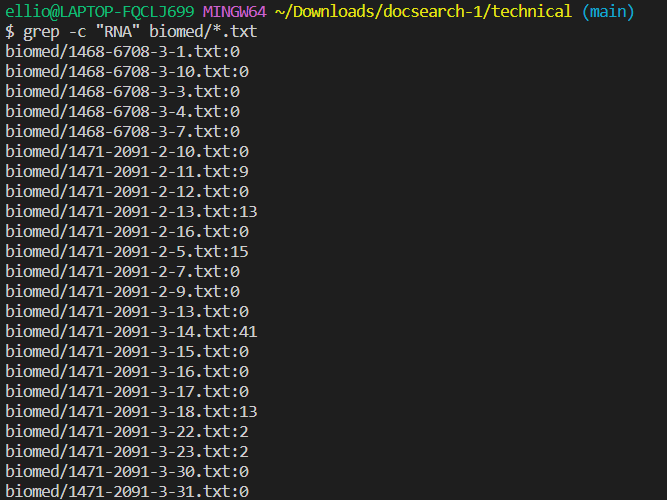 ellio@LAPTOP-FQCLJ699 MINGW64 ~/Downloads/docsearch-1/technical (main)
$ grep -c "RNA" biomed/*.txt
biomed/1468-6708-3-1.txt:0
biomed/1468-6708-3-10.txt:0
biomed/1468-6708-3-3.txt:0
biomed/1468-6708-3-4.txt:0
biomed/1468-6708-3-7.txt:0
biomed/1471-2091-2-10.txt:0
biomed/1471-2091-2-11.txt:9
biomed/1471-2091-2-12.txt:0
biomed/1471-2091-2-13.txt:13
biomed/1471-2091-2-16.txt:0
biomed/1471-2091-2-5.txt:15
biomed/1471-2091-2-7.txt:0
biomed/1471-2091-2-9.txt:0
biomed/1471-2091-3-13.txt:0
biomed/1471-2091-3-14.txt:41
biomed/1471-2091-3-15.txt:0
biomed/1471-2091-3-16.txt:0
biomed/1471-2091-3-17.txt:0
biomed/1471-2091-3-18.txt:13
biomed/1471-2091-3-22.txt:2
biomed/1471-2091-3-23.txt:2
biomed/1471-2091-3-30.txt:0
biomed/1471-2091-3-31.txt:0